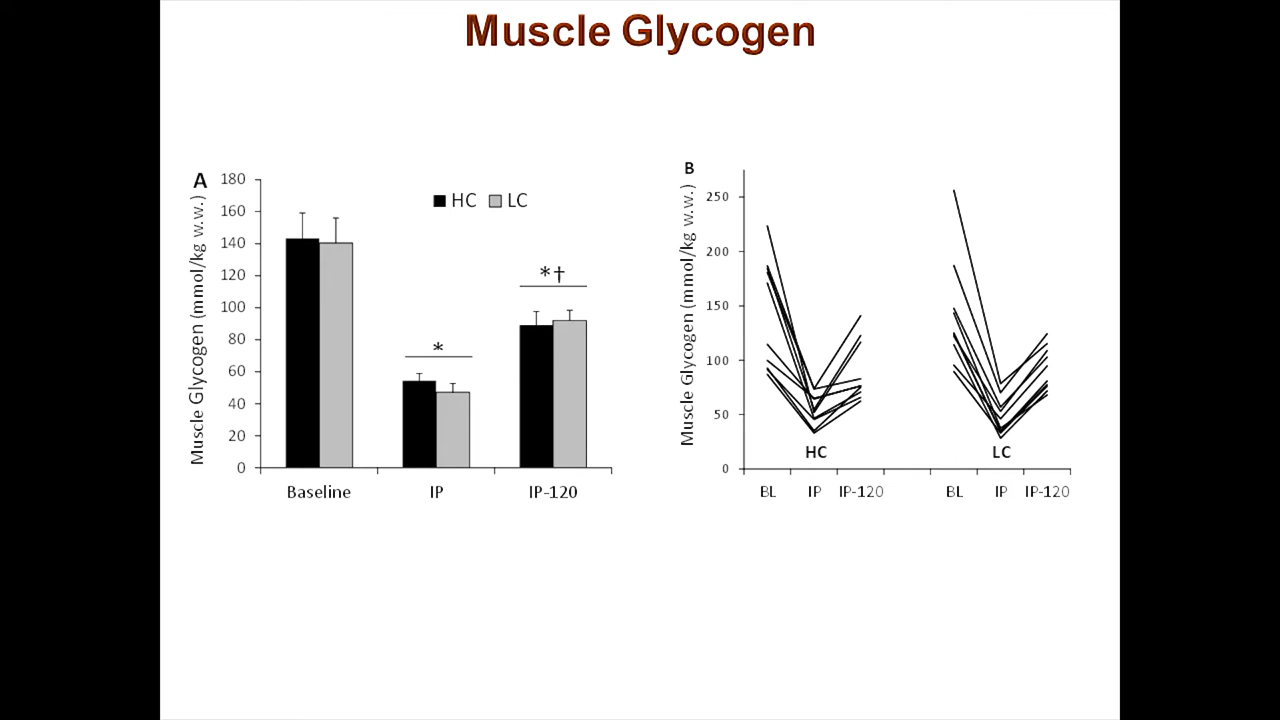 Muscle Glycogen
A
Muscle Glycogen (mmol/kg w.w.)
180
160
140
120
100
80
60
40
20
0
HC LC
*
*†
Baseline IP IP-120
B
Muscle Glycogen (mmol/kg w.w.)
250
200
150
100
50
0
HC LC
BL IP IP-120 BL IP IP-120